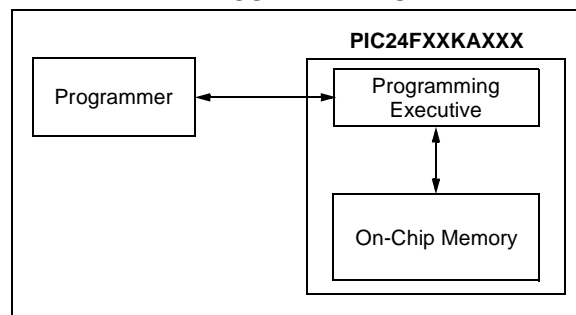 PIC24FXXKAXXX
Programmer
Programming
Executive
On-Chip Memory